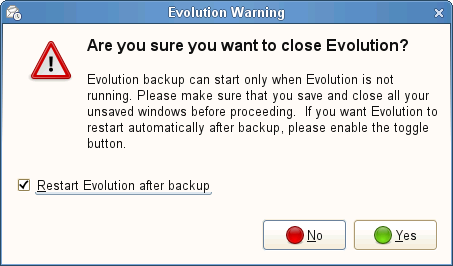 Evolution Warning
Are you sure you want to close Evolution?
Evolution backup can start only when Evolution is not
running. Please make sure that you save and close all your
unsaved windows before proceeding.  If you want Evolution to
restart automatically after backup, please enable the toggle
button.
Restart Evolution after backup
No
Yes